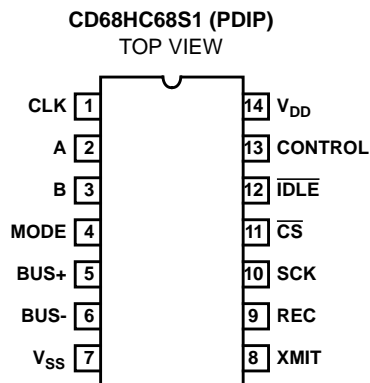 CD68HC68S1 (PDIP)
TOP VIEW
CLK 1 14 VDD
A 2 13 CONTROL
B 3 12 IDLE
MODE 4 11 CS
BUS+ 5 10 SCK
BUS- 6 9 REC
VSS 7 8 XMIT